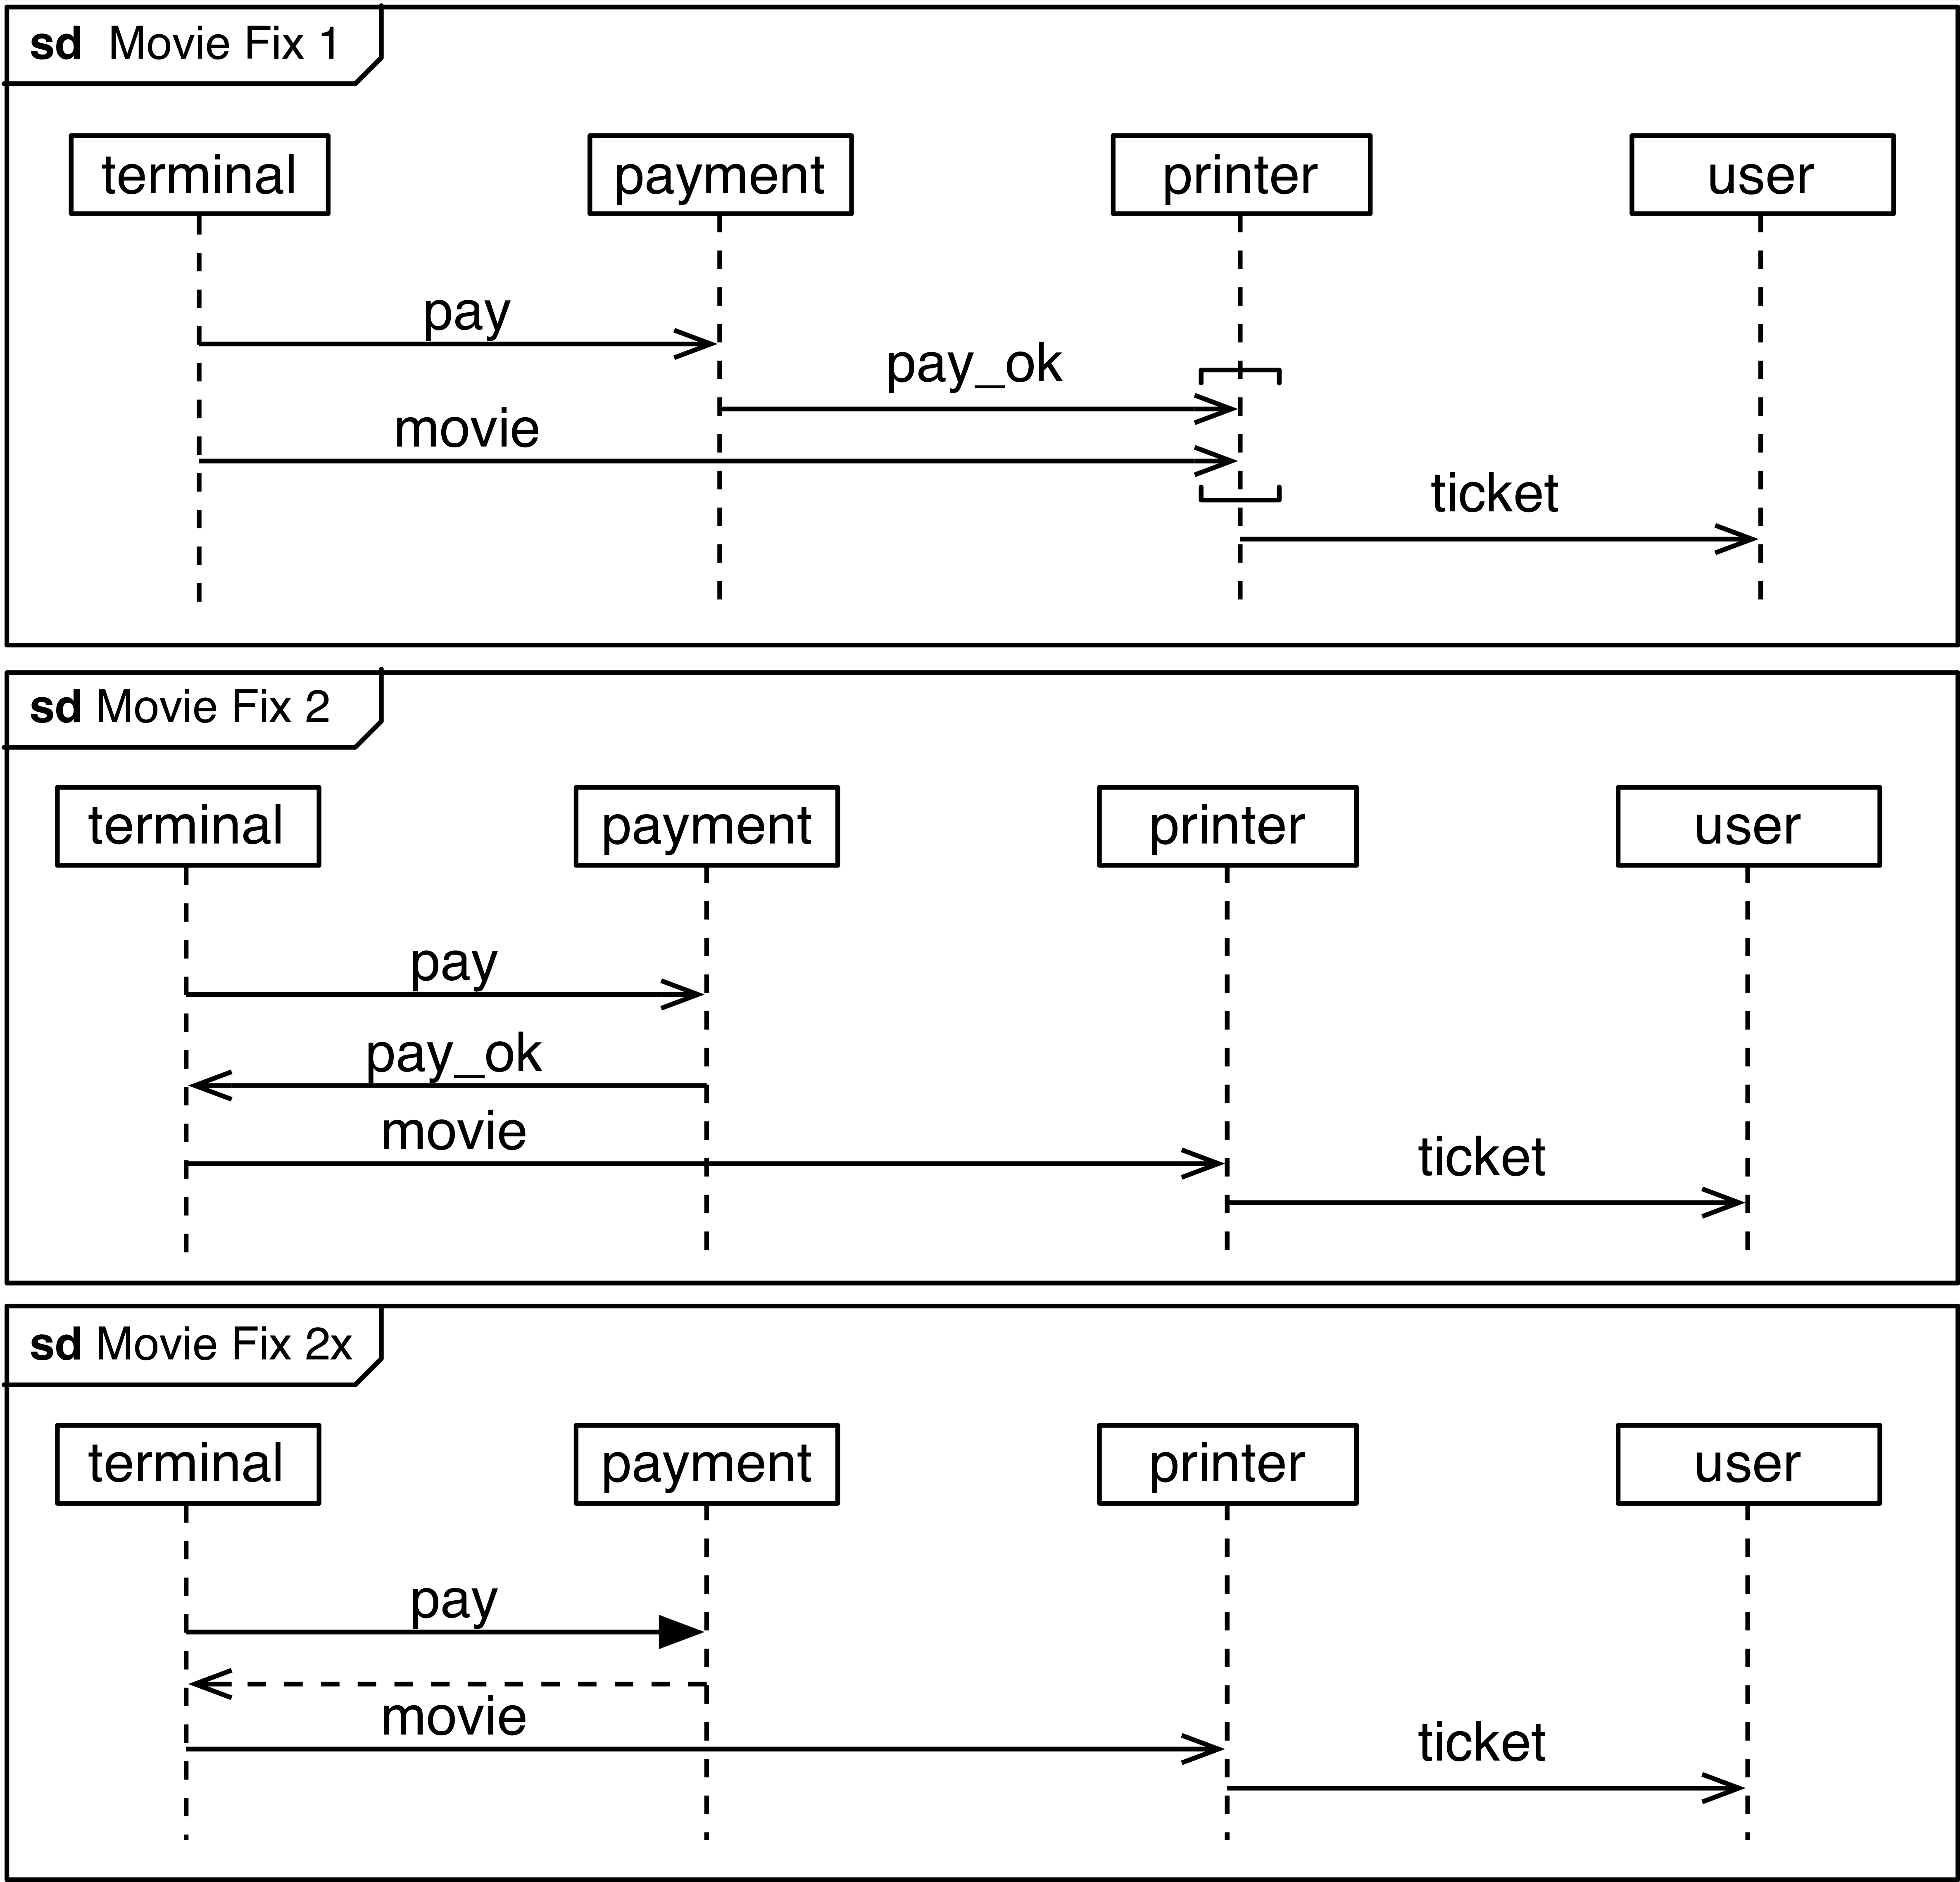 sd Movie Fix 1
terminal payment printer user
pay
pay_ok
movie
ticket
sd Movie Fix 2
terminal payment printer user
pay
pay_ok
movie
ticket
sd Movie Fix 2x
terminal payment printer user
pay
movie
ticket